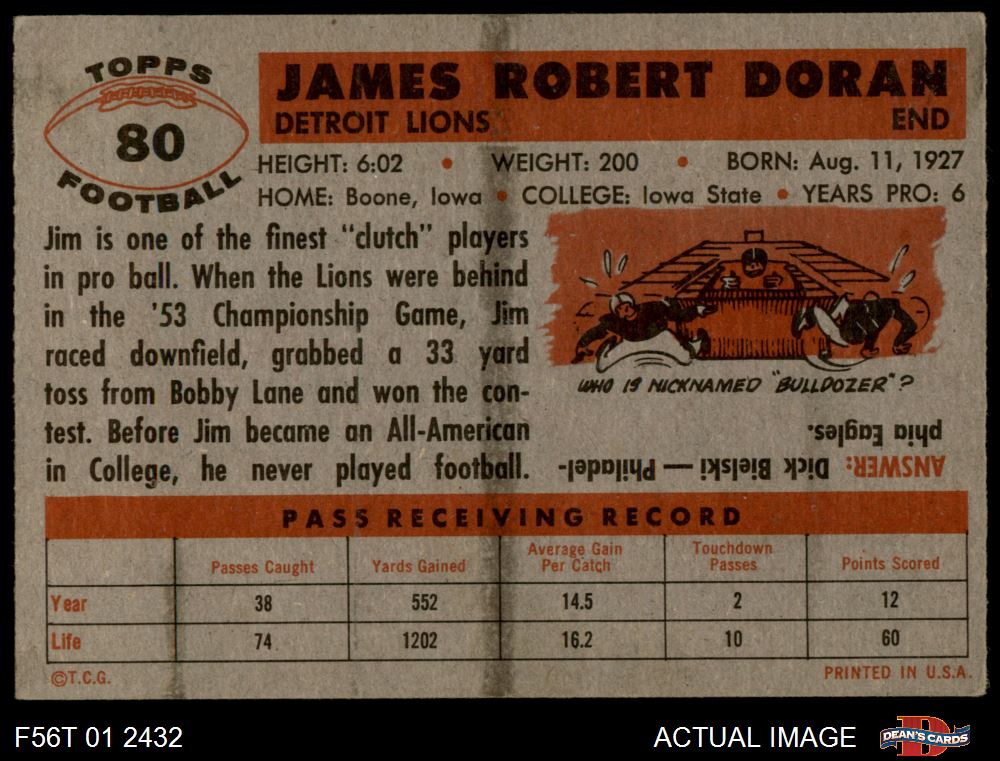 TOPPS
80
FOOTBALL
JAMES ROBERT DORAN
DETROIT LIONS END
HEIGHT: 6:02 • WEIGHT: 200 • BORN: Aug. 11, 1927
HOME: Boone, Iowa • COLLEGE: Iowa State • YEARS PRO: 6
Jim is one of the finest "clutch" players
in pro ball. When the Lions were behind
in the '53 Championship Game, Jim
raced downfield, grabbed a 33 yard
toss from Bobby Lane and won the con-
test. Before Jim became an All-American
in College, he never played football.
WHO IS NICKNAMED "BULLDOZER"?
ANSWER: Dick Bielski — Philadel-
phia Eagles.
PASS RECEIVING RECORD
Passes Caught Yards Gained Average Gain Per Catch Touchdown Passes Points Scored
Year 38 552 14.5 2 12
Life 74 1202 16.2 10 60
©T.C.G. PRINTED IN U.S.A.
F56T 01 2432 ACTUAL IMAGE D DEAN'S CARDS